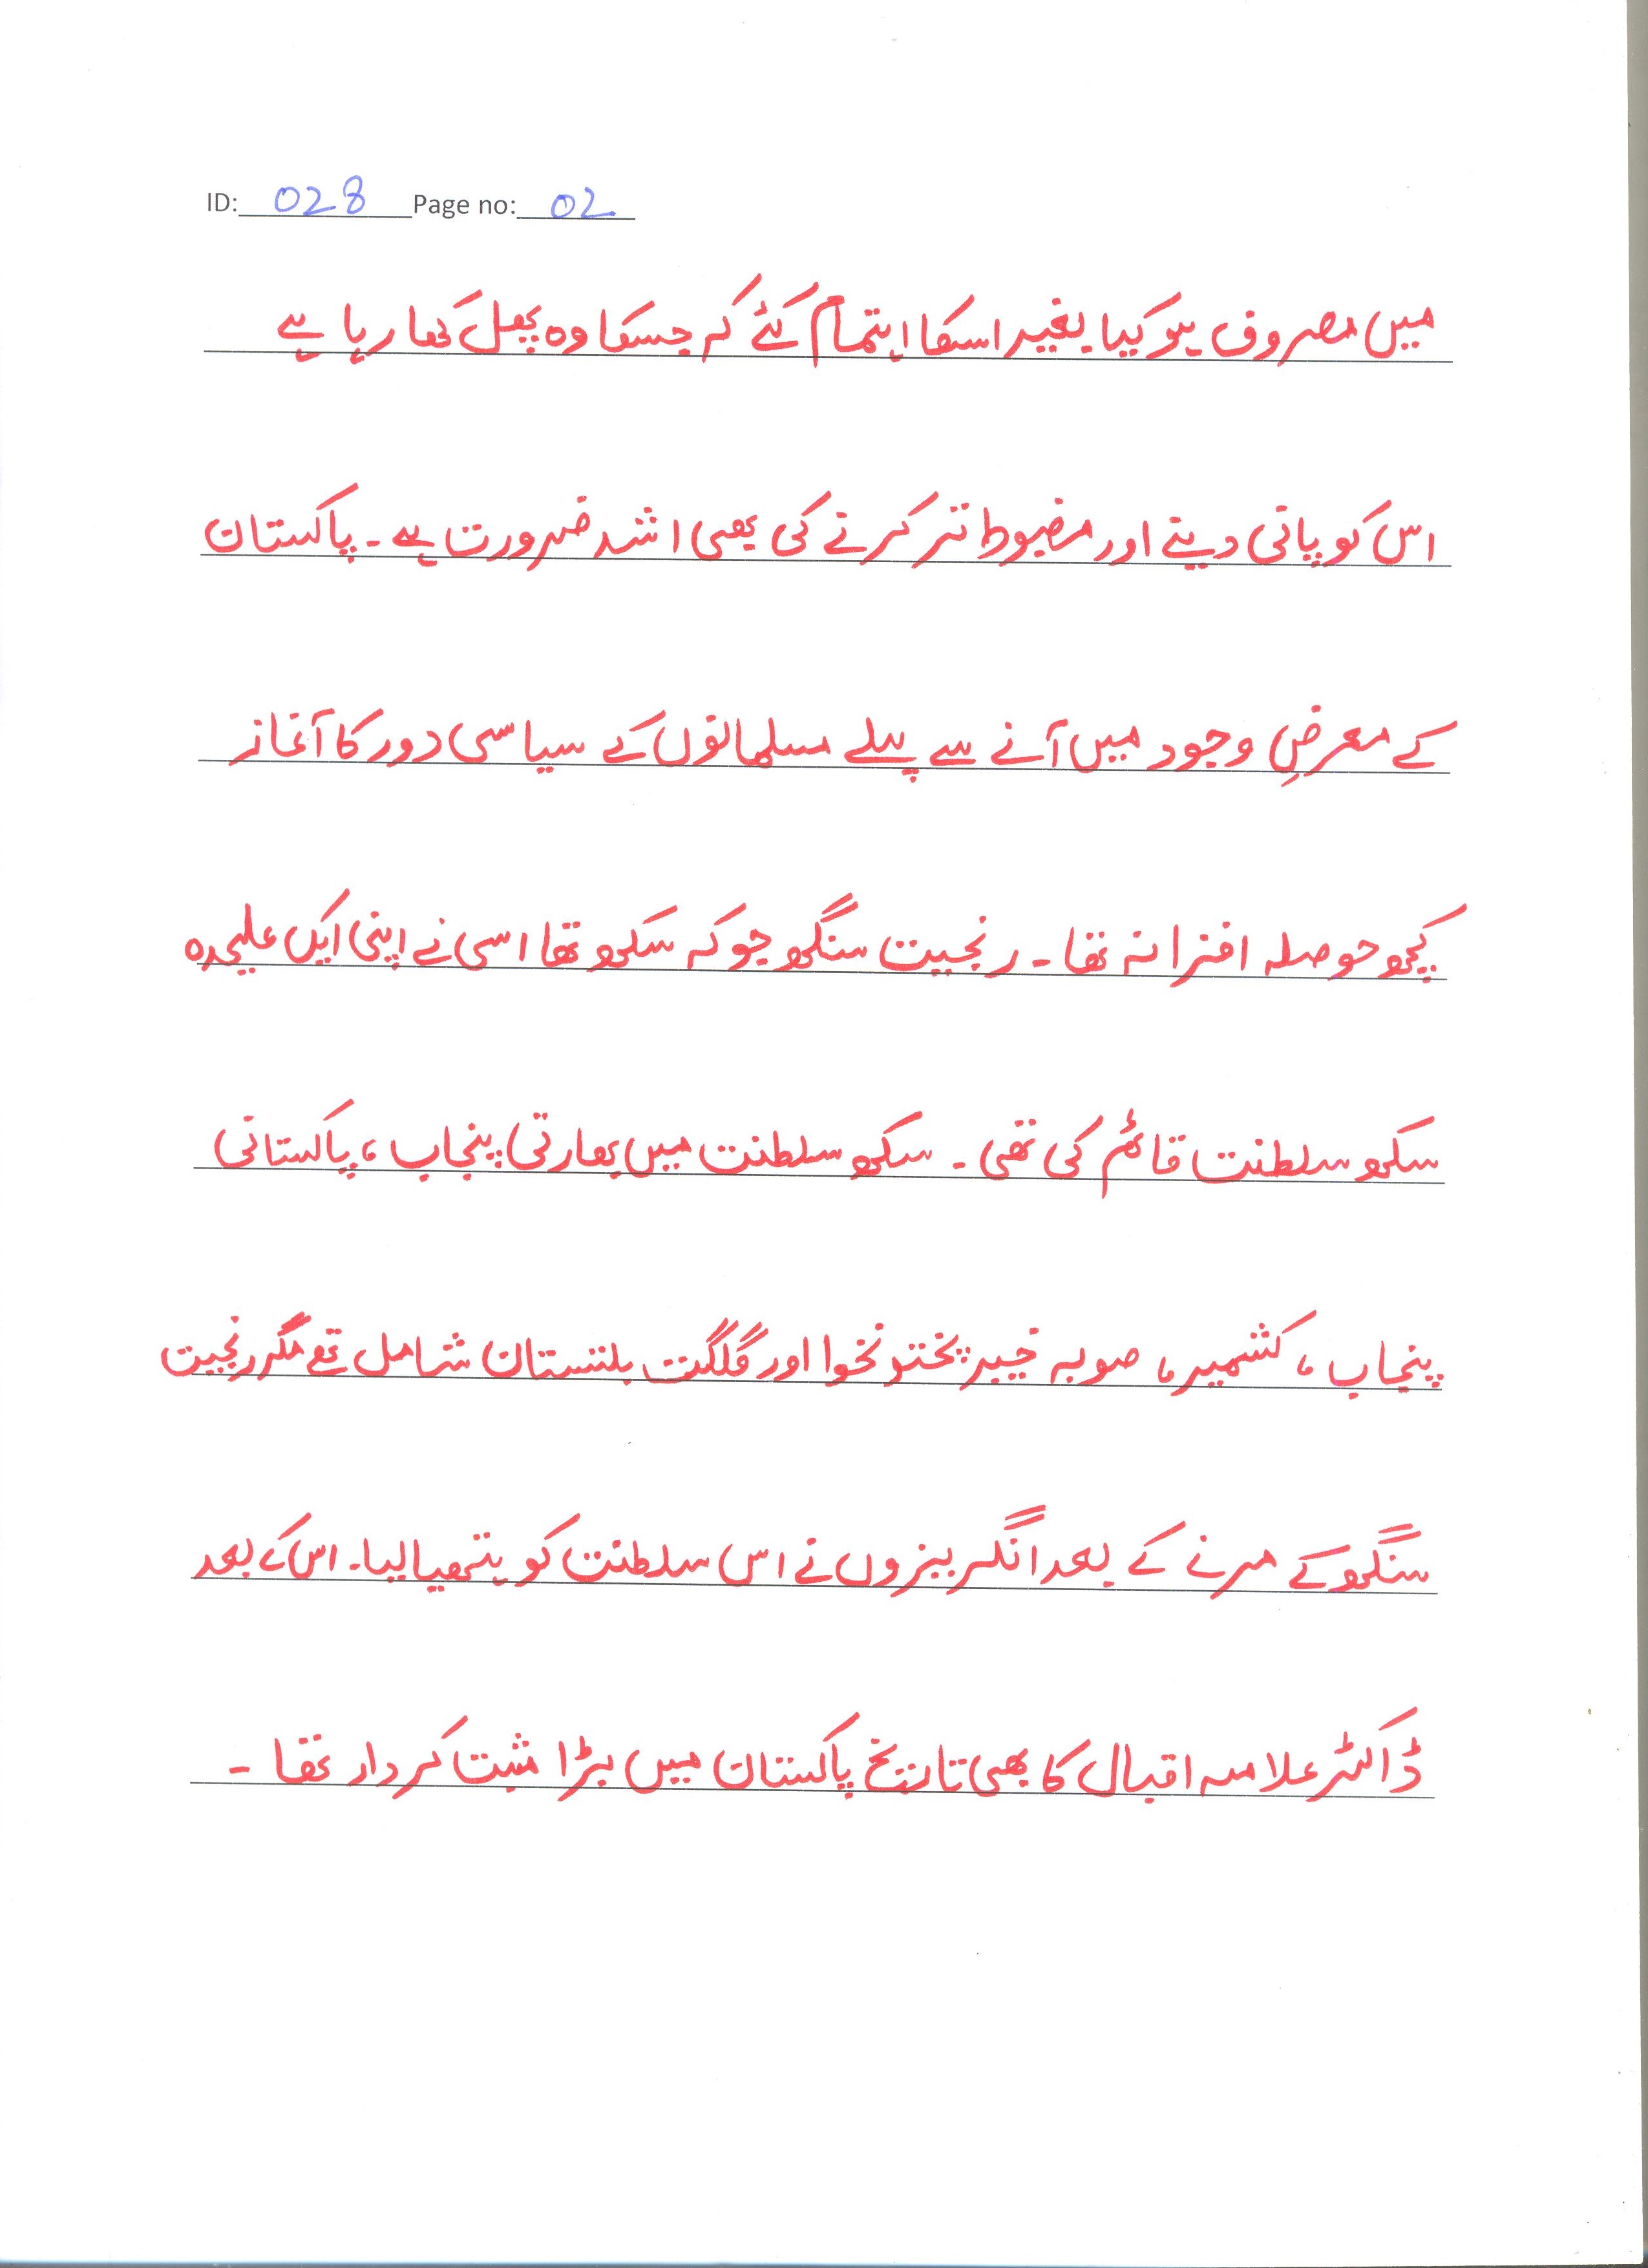 ID: 028 Page no: 02
میں مصروف ہو گیا بغیر اسکا اہتمام کئے کہ جسکا وہ پھل کھا رہا ہے
اس کو پانی دینے اور مضبوط تر کرنے کی بھی اشد ضرورت ہے۔ پاکستان
کے معرضِ وجود میں آنے سے پہلے مسلمانوں کے سیاسی دور کا آغاز
کچھ حوصلہ افزا نہ تھا۔ رنجیت سنگھ جو کہ سکھ تھا اسی نے اپنی ایک علیحدہ
سکھ سلطنت قائم کی تھی۔ سکھ سلطنت میں بھارتی پنجاب، پاکستانی
پنجاب، کشمیر، صوبہ خیبر پختونخوا اور گلگت بلتستان شامل تھے مگر رنجیت
سنگھ کے مرنے کے بعد انگریزوں نے اس سلطنت کو ہتھیا لیا۔ اس کے بعد
ڈاکٹر علامہ اقبال کا بھی تاریخ پاکستان میں بڑا مثبت کردار تھا۔